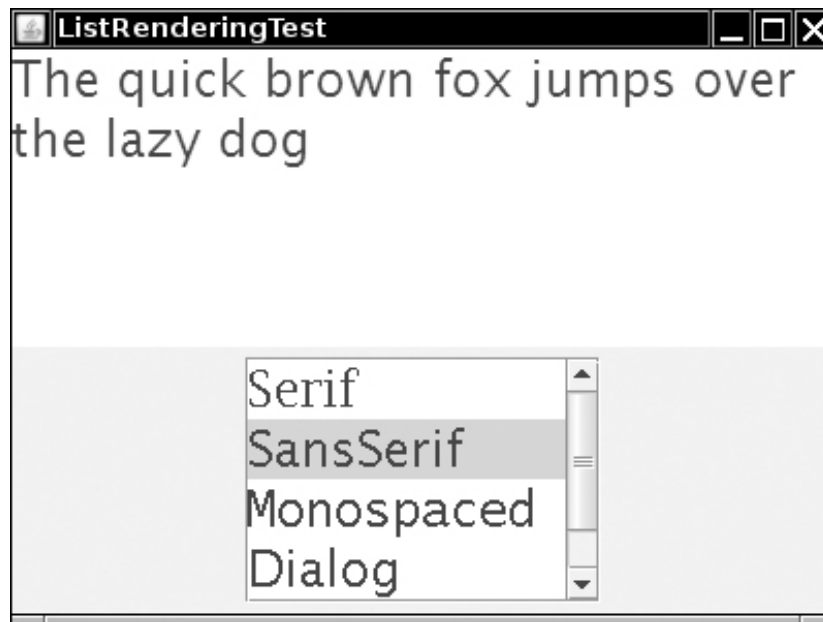 ListRenderingTest
The quick brown fox jumps over
the lazy dog
Serif
SansSerif
Monospaced
Dialog